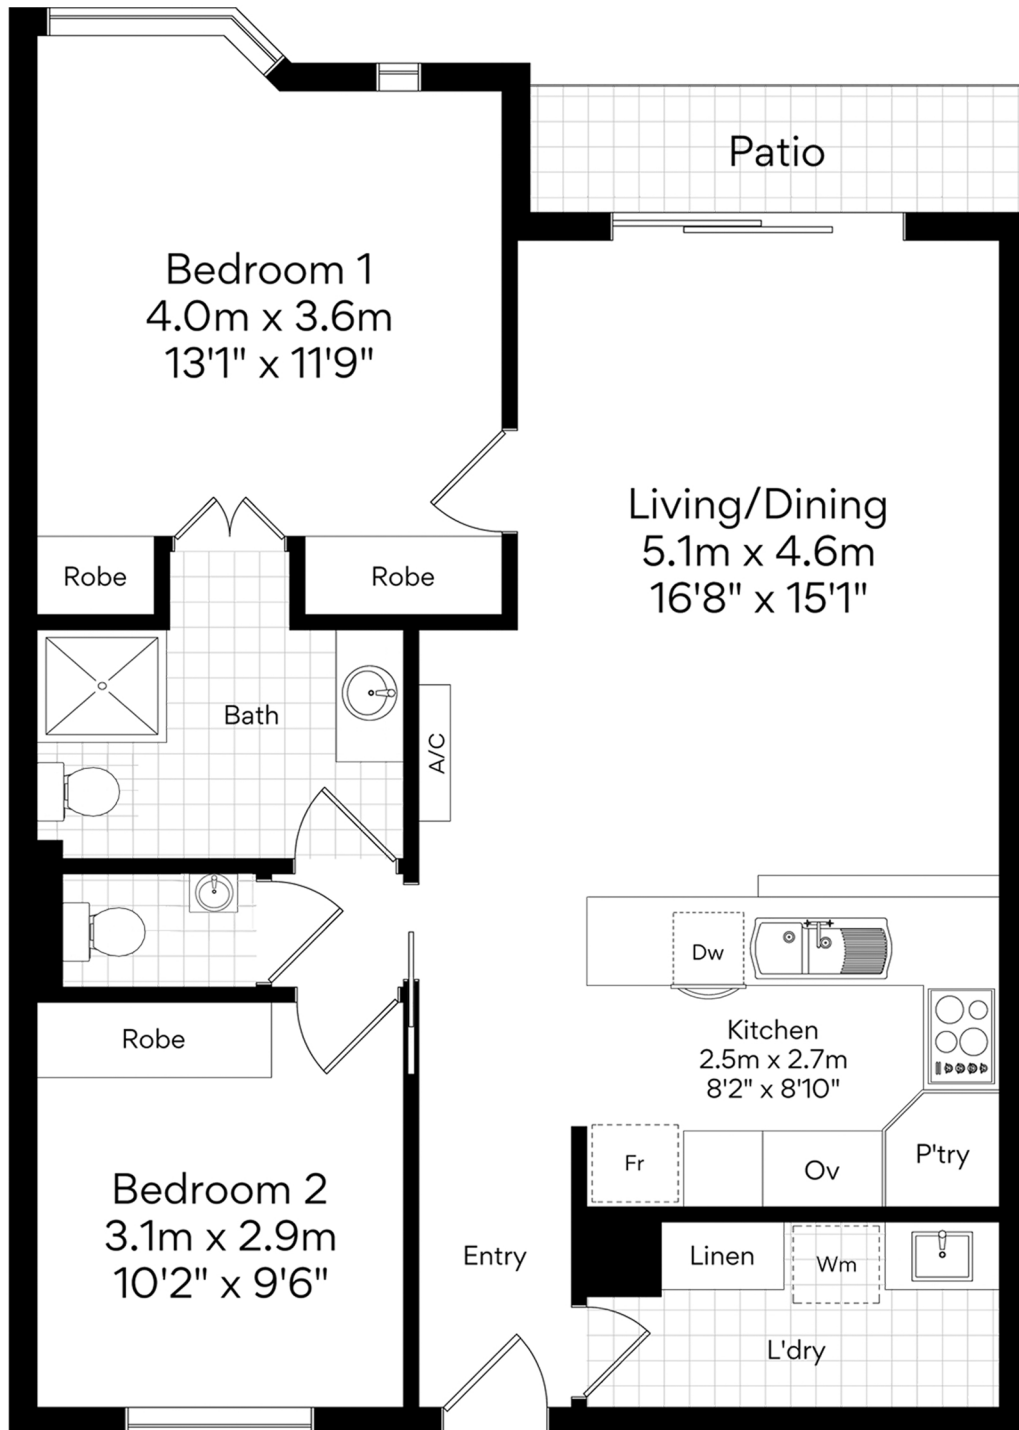 Patio
Bedroom 1
4.0m x 3.6m
13'1" x 11'9"
Living/Dining
5.1m x 4.6m
16'8" x 15'1"
Robe
Robe
Bath
A/C
Dw
Kitchen
2.5m x 2.7m
8'2" x 8'10"
Robe
Fr
Ov
P'try
Bedroom 2
3.1m x 2.9m
10'2" x 9'6"
Entry
Linen
Wm
L'dry